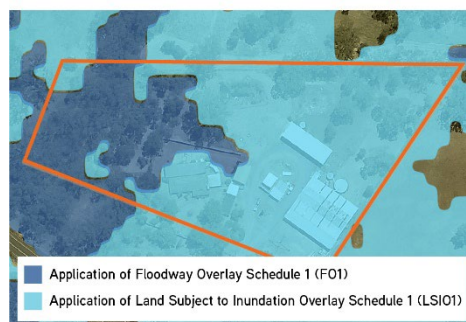 Application of Floodway Overlay Schedule 1 (FO1)
Application of Land Subject to Inundation Overlay Schedule 1 (LSIO1)